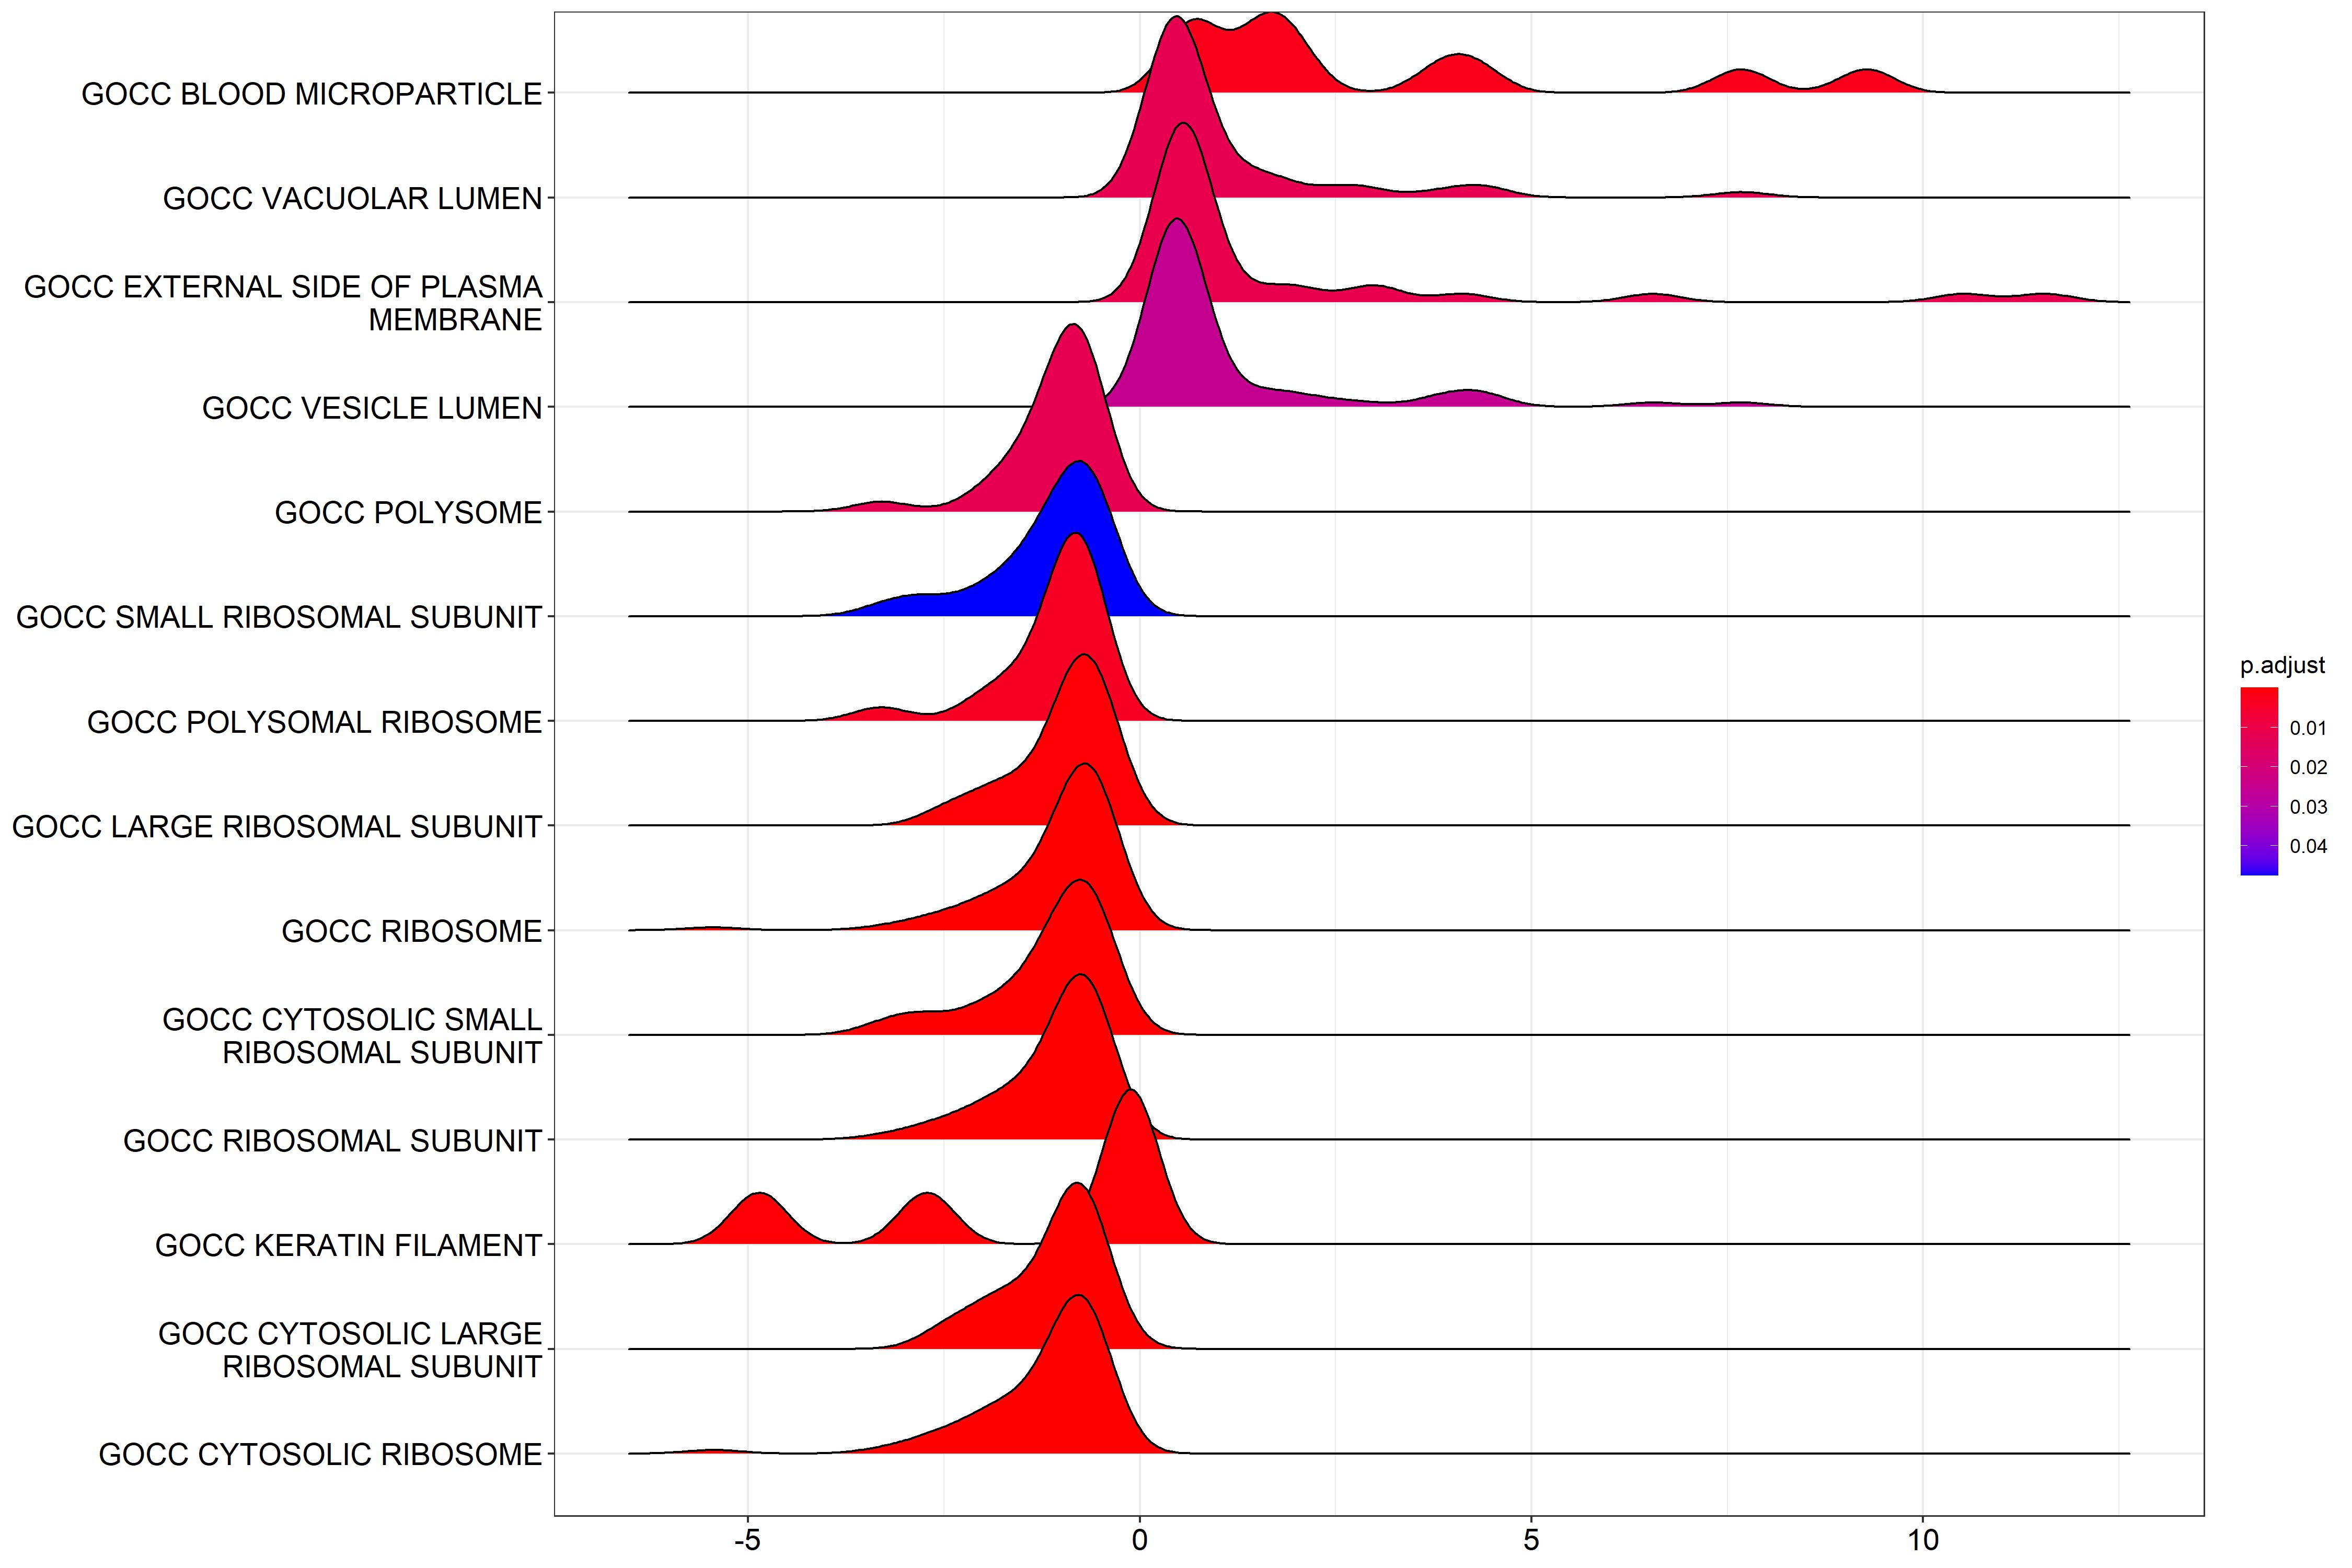 GOCC BLOOD MICROPARTICLE
GOCC VACUOLAR LUMEN
GOCC EXTERNAL SIDE OF PLASMA
MEMBRANE
GOCC VESICLE LUMEN
GOCC POLYSOME
GOCC SMALL RIBOSOMAL SUBUNIT
GOCC POLYSOMAL RIBOSOME
GOCC LARGE RIBOSOMAL SUBUNIT
GOCC RIBOSOME
GOCC CYTOSOLIC SMALL
RIBOSOMAL SUBUNIT
GOCC RIBOSOMAL SUBUNIT
GOCC KERATIN FILAMENT
GOCC CYTOSOLIC LARGE
RIBOSOMAL SUBUNIT
GOCC CYTOSOLIC RIBOSOME
-5 0 5 10
p.adjust
0.01
0.02
0.03
0.04